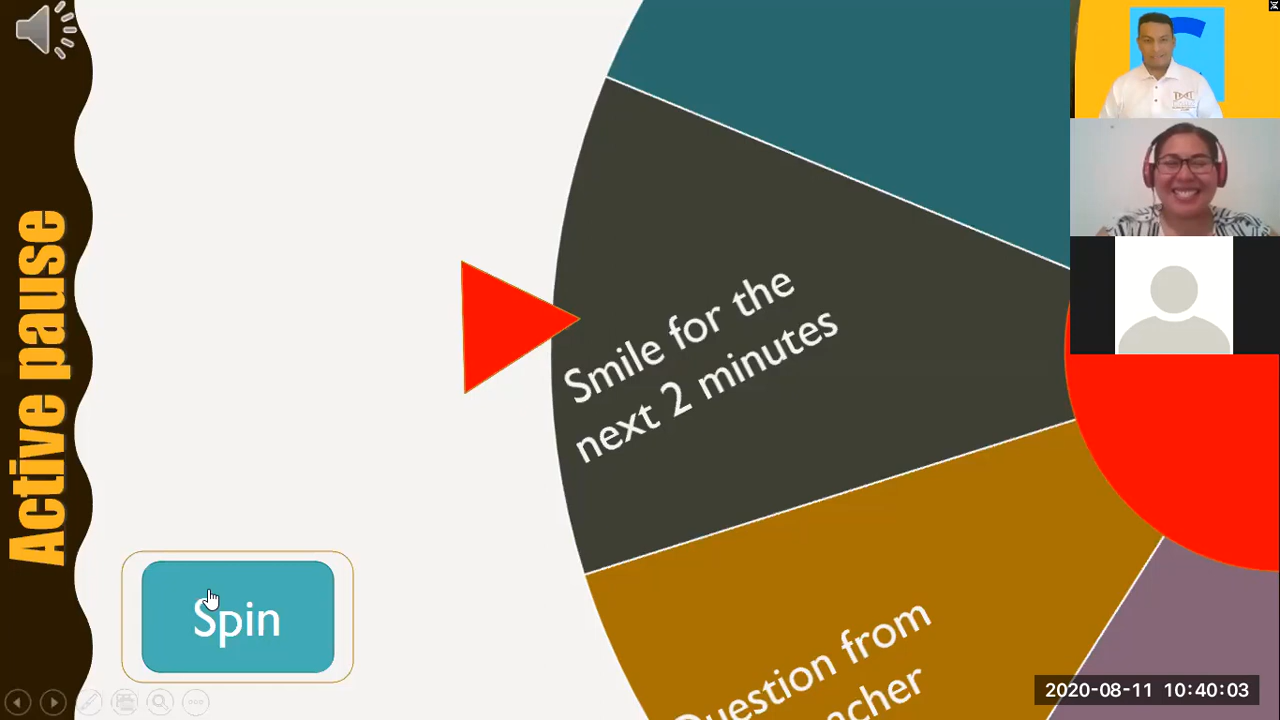 Active pause
Smile for the
next 2 minutes
Question from
Spin
2020-08-11 10:40:03